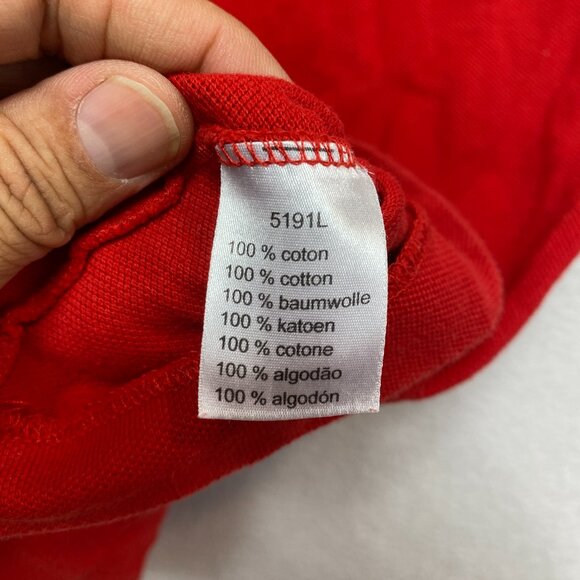 5191L
100 % coton
100 % cotton
100 % baumwolle
100 % katoen
100 % cotone
100 % algodão
100 % algodón